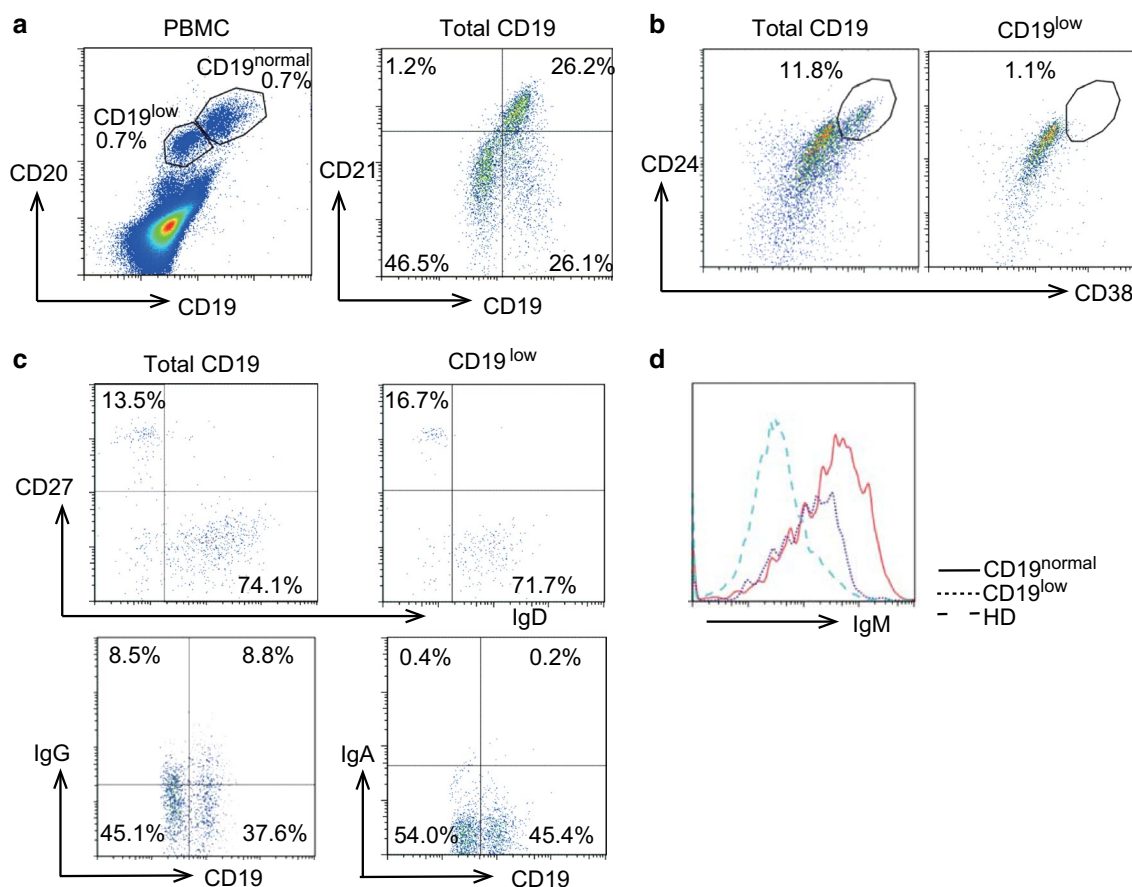 a
PBMC
CD19normal
0.7%
CD19low
0.7%
CD20
CD19
Total CD19
1.2%
26.2%
CD21
46.5%
26.1%
CD19
b
Total CD19
11.8%
CD19low
1.1%
CD24
CD38
c
Total CD19
13.5%
CD27
74.1%
CD19low
16.7%
71.7%
IgD
8.5%
8.8%
IgG
45.1%
37.6%
CD19
0.4%
0.2%
IgA
54.0%
45.4%
CD19
d
IgM
CD19normal
CD19low
HD